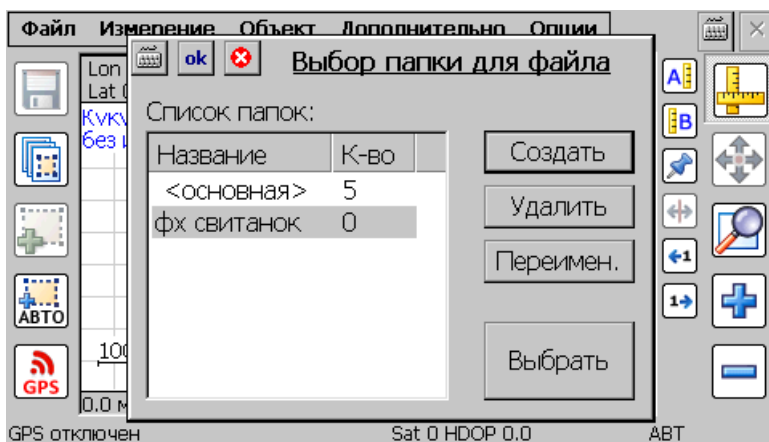 Файл Измерение Объект Дополнительно Опции
ok Выбор папки для файла
Lon
Lat
без
Список папок:
Название К-во
<основная> 5
фх свитанок 0
Создать
Удалить
Переимен.
Выбрать
A
B
1
1
АВТО
GPS
100
0.0 м
GPS отключен Sat 0 HDOP 0.0 АВТ